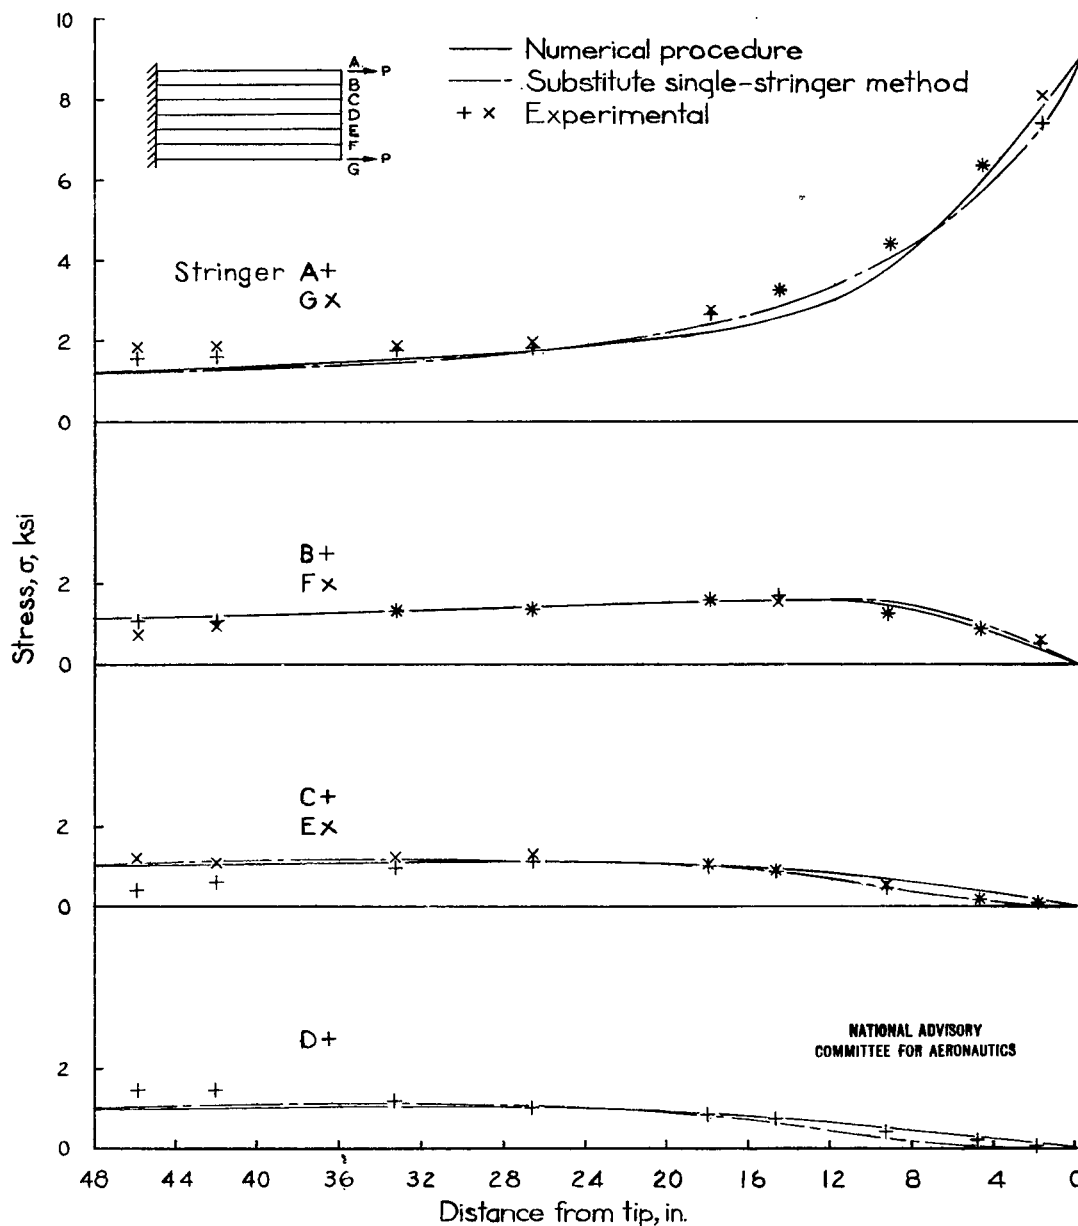 10
8
6
4
2
0
A
B
C
D
E
F
G
P
P
Numerical procedure
Substitute single-stringer method
+ × Experimental
Stringer A+
G×
B+
F×
2
0
C+
E×
2
0
D+
2
0
Stress, σ, ksi
NATIONAL ADVISORY
COMMITTEE FOR AERONAUTICS
48 44 40 36 32 28 24 20 16 12 8 4 0
Distance from tip, in.